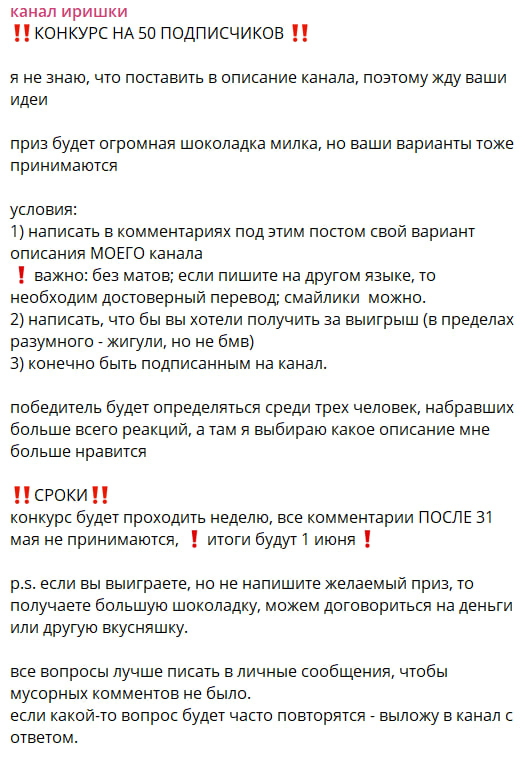 канал иришки
‼️КОНКУРС НА 50 ПОДПИСЧИКОВ ‼️
я не знаю, что поставить в описание канала, поэтому жду ваши
идеи
приз будет огромная шоколадка милка, но ваши варианты тоже
принимаются
условия:
1) написать в комментариях под этим постом свой вариант
описания МОЕГО канала
❗ важно: без матов; если пишите на другом языке, то
необходим достоверный перевод; смайлики  можно.
2) написать, что бы вы хотели получить за выигрыш (в пределах
разумного - жигули, но не бмв)
3) конечно быть подписанным на канал.
победитель будет определяться среди трех человек, набравших
больше всего реакций, а там я выбираю какое описание мне
больше нравится
‼️СРОКИ‼️
конкурс будет проходить неделю, все комментарии ПОСЛЕ 31
мая не принимаются, ❗ итоги будут 1 июня❗
p.s. если вы выиграете, но не напишите желаемый приз, то
получаете большую шоколадку, можем договориться на деньги
или другую вкусняшку.
все вопросы лучше писать в личные сообщения, чтобы
мусорных комментов не было.
если какой-то вопрос будет часто повторятся - выложу в канал с
ответом.